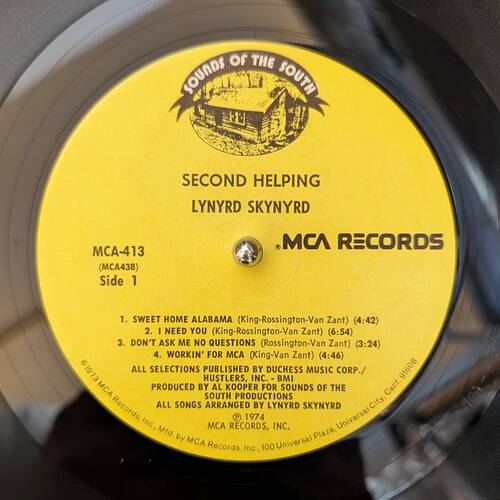 SOUNDS OF THE SOUTH
SECOND HELPING
LYNYRD SKYNYRD
MCA-413
(MCA438)
Side 1
®MCA RECORDS
1. SWEET HOME ALABAMA (King-Rossington-Van Zant) (4:42)
2. I NEED YOU (King-Rossington-Van Zant) (6:54)
3. DON'T ASK ME NO QUESTIONS (Rossington-Van Zant) (3:24)
4. WORKIN' FOR MCA (King-Van Zant) (4:46)
ALL SELECTIONS PUBLISHED BY DUCHESS MUSIC CORP./
HUSTLERS, INC. - BMI
PRODUCED BY AL KOOPER FOR SOUNDS OF THE
SOUTH PRODUCTIONS
ALL SONGS ARRANGED BY LYNYRD SKYNYRD
℗ 1974
MCA RECORDS, INC.
©1973 MCA Records, Inc., Mfg. by MCA Records, Inc., 100 Universal Plaza, Universal City, Calif. 91608